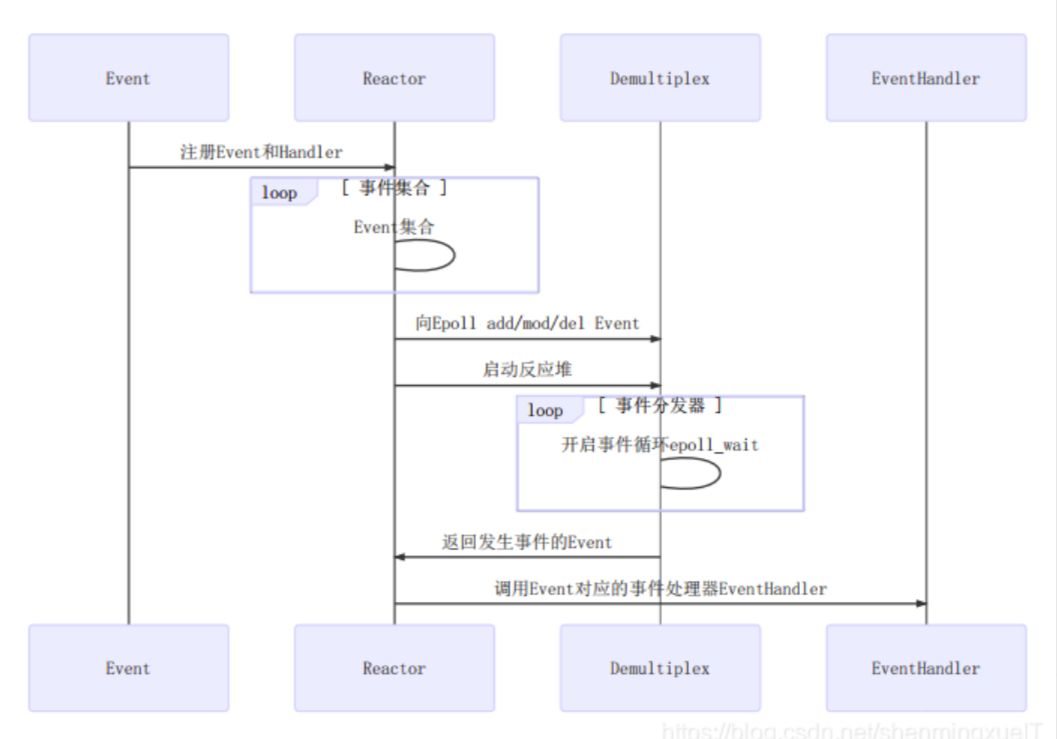 Event Reactor Demultiplex EventHandler
注册Event和Handler
loop [ 事件集合 ]
Event集合
向Epoll add/mod/del Event
启动反应堆
loop [ 事件分发器 ]
开启事件循环epoll_wait
返回发生事件的Event
调用Event对应的事件处理器EventHandler
Event Reactor Demultiplex EventHandler
https://blog.csdn.net/shenmingxueIT